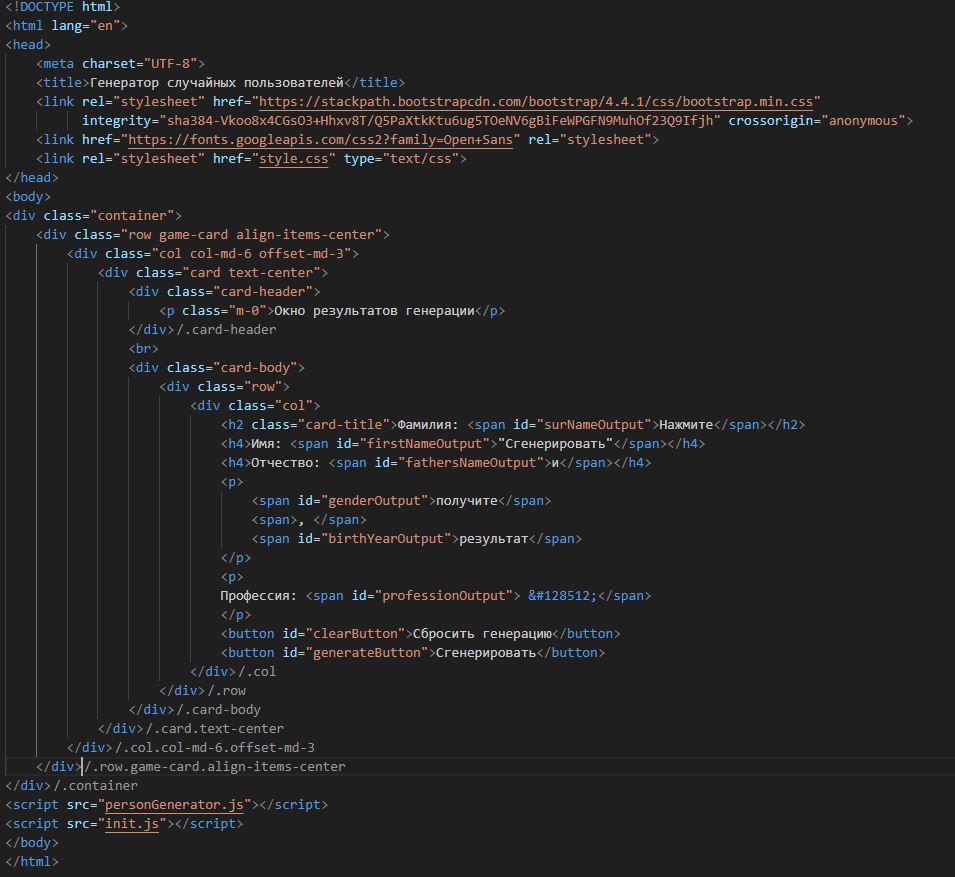 <!DOCTYPE html>
<html lang="en">
<head>
    <meta charset="UTF-8">
    <title>Генератор случайных пользователей</title>
    <link rel="stylesheet" href="https://stackpath.bootstrapcdn.com/bootstrap/4.4.1/css/bootstrap.min.css"
          integrity="sha384-Vkoo8x4CGsO3+Hhxv8T/Q5PaXtkKtu6ug5TOeNV6gBiFeWPGFN9MuhOf23Q9Ifjh" crossorigin="anonymous">
    <link href="https://fonts.googleapis.com/css2?family=Open+Sans" rel="stylesheet">
    <link rel="stylesheet" href="style.css" type="text/css">
</head>
<body>
<div class="container">
    <div class="row game-card align-items-center">
        <div class="col col-md-6 offset-md-3">
            <div class="card text-center">
                <div class="card-header">
                    <p class="m-0">Окно результатов генерации</p>
                </div>/.card-header
                <br>
                <div class="card-body">
                    <div class="row">
                        <div class="col">
                            <h2 class="card-title">Фамилия: <span id="surNameOutput">Нажмите</span></h2>
                            <h4>Имя: <span id="firstNameOutput">"Сгенерировать"</span></h4>
                            <h4>Отчество: <span id="fathersNameOutput">и</span></h4>
                            <p>
                                <span id="genderOutput">получите</span>
                                <span>, </span>
                                <span id="birthYearOutput">результат</span>
                            </p>
                            <p>
                            Профессия: <span id="professionOutput"> &#128512;</span>
                            </p>
                            <button id="clearButton">Сбросить генерацию</button>
                            <button id="generateButton">Сгенерировать</button>
                        </div>/.col
                    </div>/.row
                </div>/.card-body
            </div>/.card.text-center
        </div>/.col.col-md-6.offset-md-3
    </div>/.row.game-card.align-items-center
</div>/.container
<script src="personGenerator.js"></script>
<script src="init.js"></script>
</body>
</html>